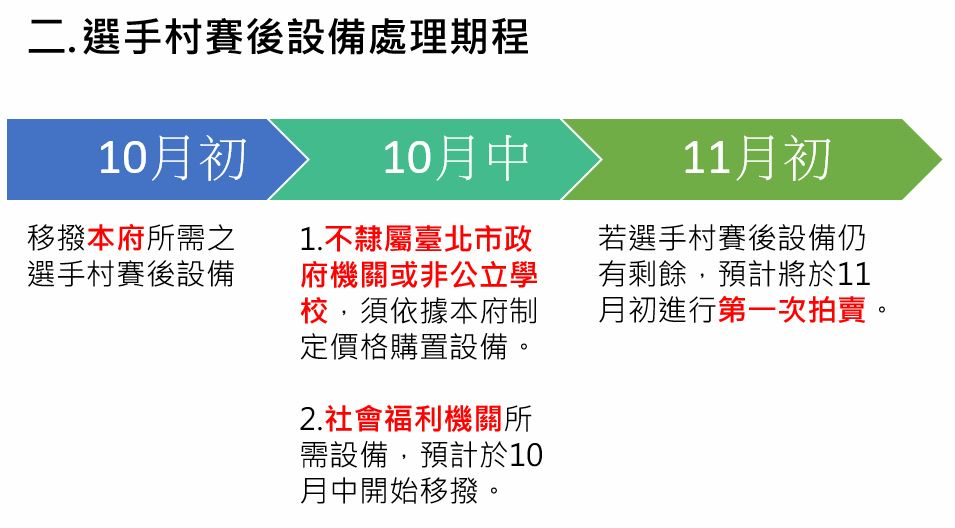 二.選手村賽後設備處理期程
10月初
10月中
11月初
移撥本府所需之
選手村賽後設備
1.不隸屬臺北市政
府機關或非公立學
校，須依據本府制
定價格購置設備。
2.社會福利機關所
需設備，預計於10
月中開始移撥。
若選手村賽後設備仍
有剩餘，預計將於11
月初進行第一次拍賣。